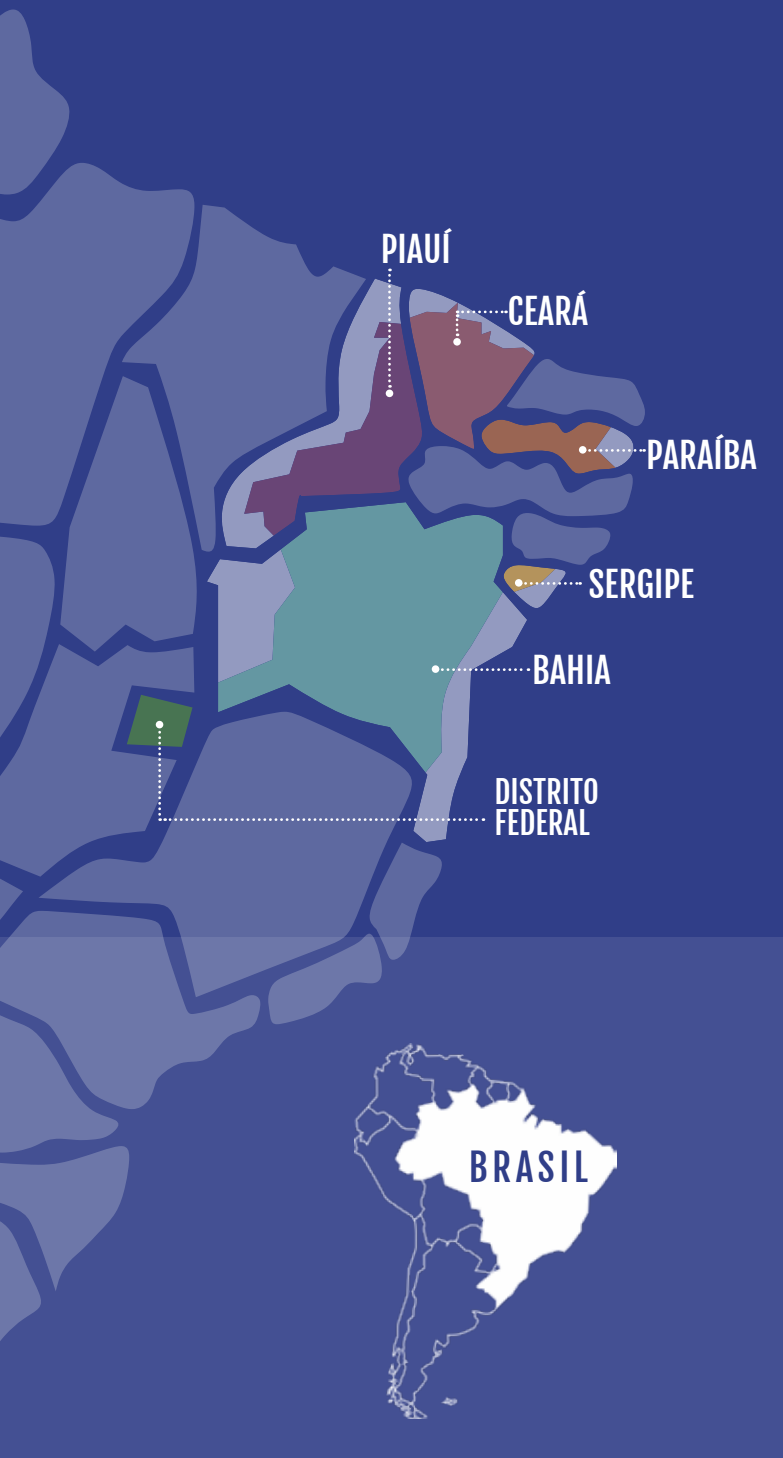 PIAUÍ
CEARÁ
PARAÍBA
SERGIPE
BAHIA
DISTRITO
FEDERAL
BRASIL